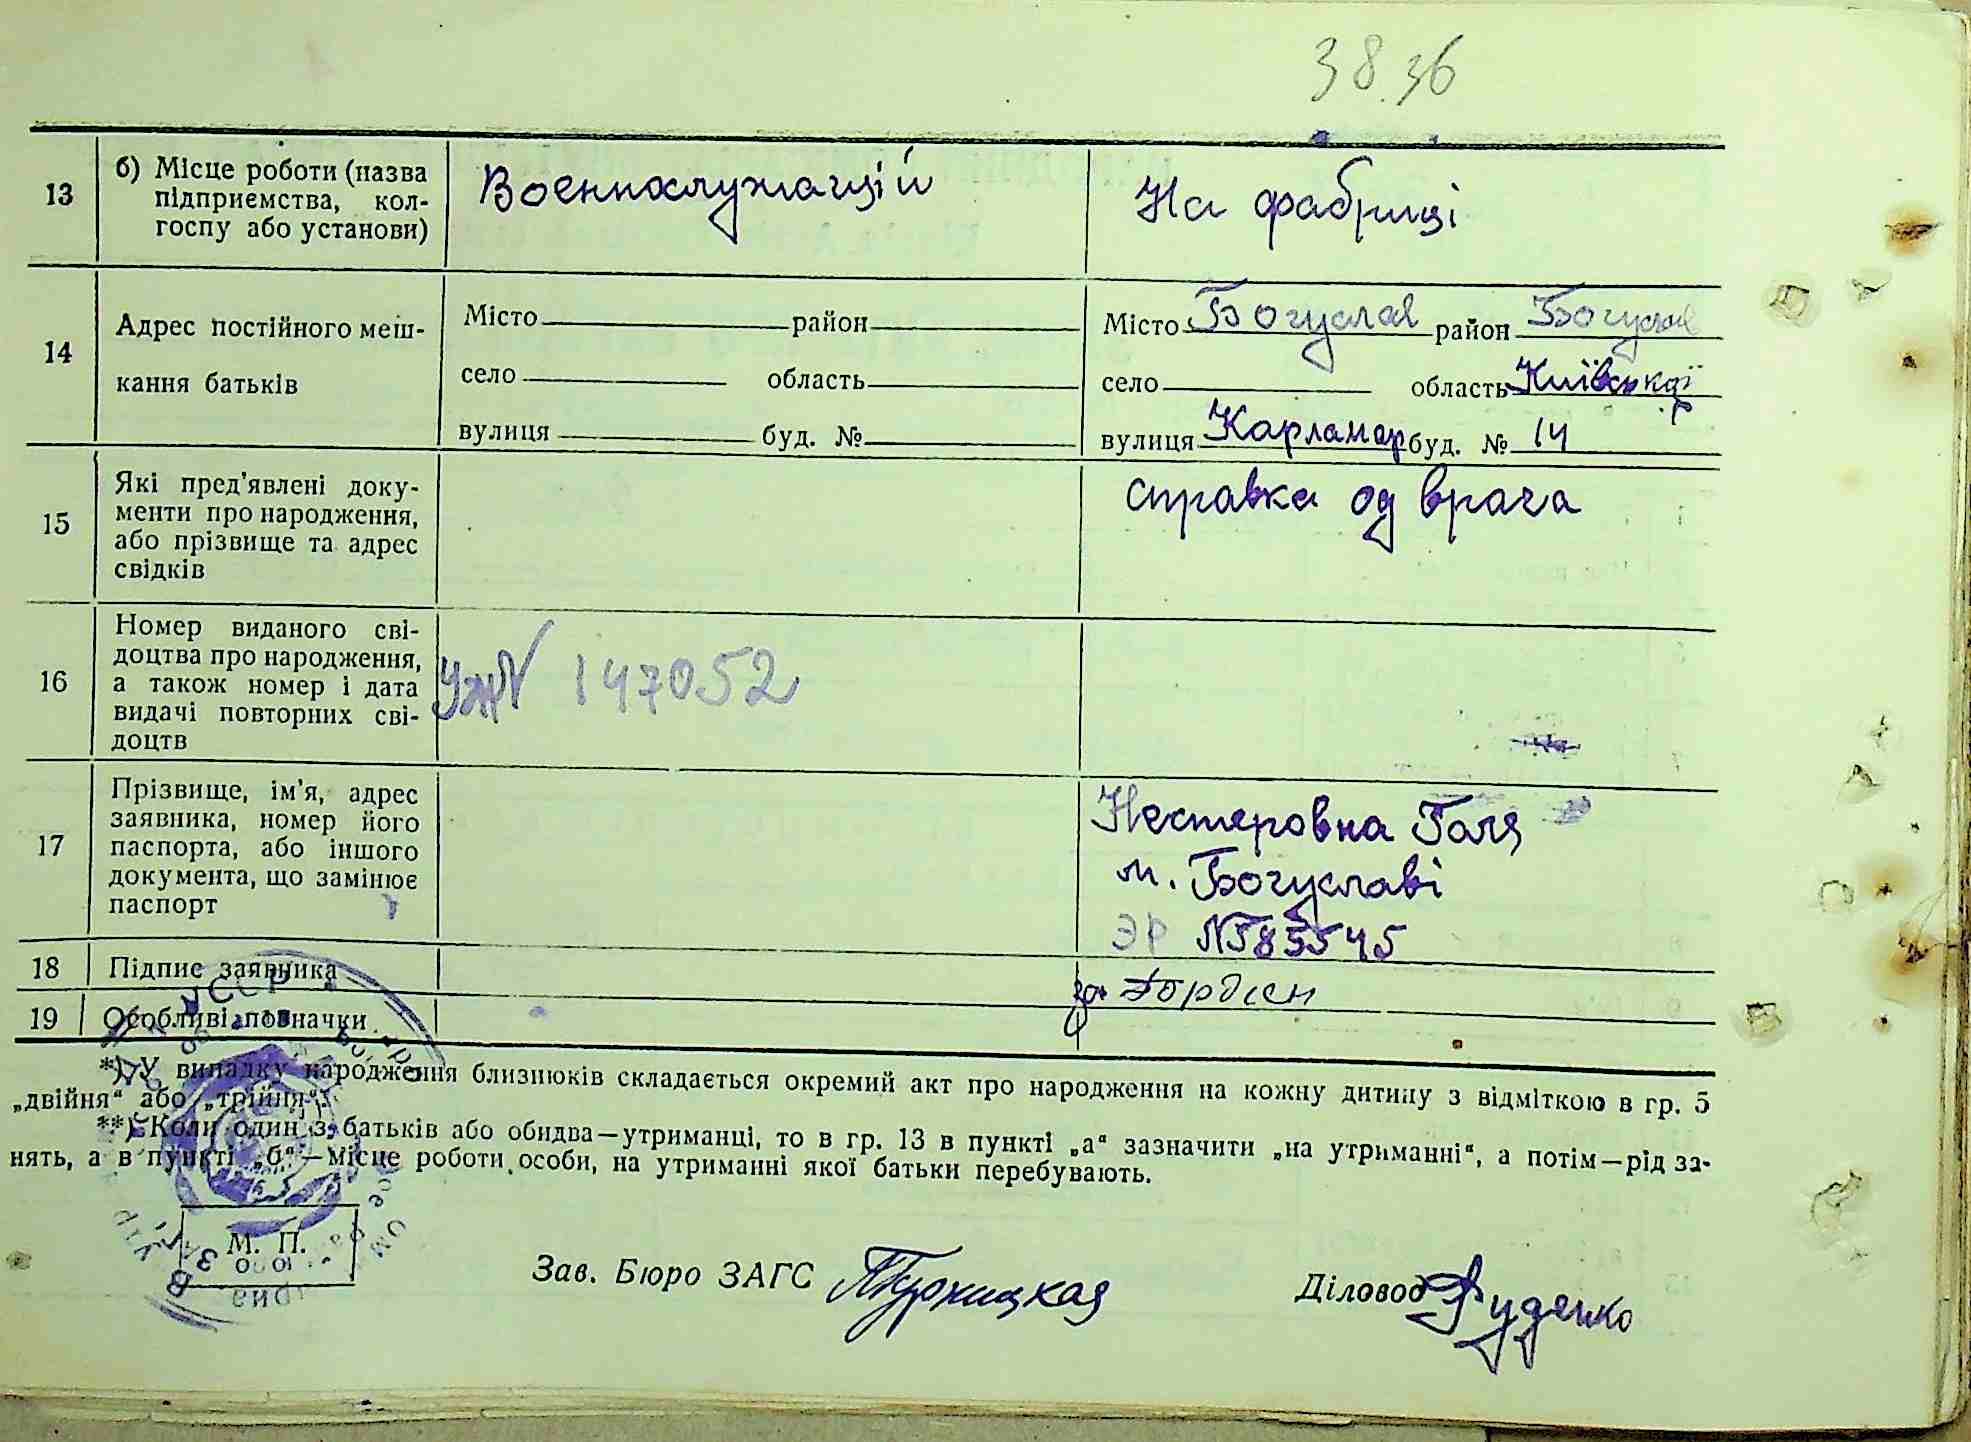 38.36
13 б) Місце роботи (назва
підприємства, кол-
госпу або установи)
Военнослужащій
На фабриці
14 Адрес постійного меш-
кання батьків
Місто район
село область
вулиця буд. №
Місто Богуслав район Богуслав
село область Київської
вулиця Карламар буд. № 14
15 Які пред'явлені доку-
менти про народження,
або прізвище та адрес
свідків
справка од врача
16 Номер виданого сві-
доцтва про народження,
а також номер і дата
видачі повторних сві-
доцтв
УЖ№ 147052
17 Прізвище, ім'я, адрес
заявника, номер його
паспорта, або іншого
документа, що замінює
паспорт
Нестеровна Галя
м. Богуславі
ЭР № 785545
18 Підпис заявника
за Гордіен
19 Особливі позначки
*) У випадку народження близнюків складається окремий акт про народження на кожну дитину з відміткою в гр. 5
„двійня“ або „трійня“.
**) Коли один з батьків або обидва—утриманці, то в гр. 13 в пункті „а“ зазначити „на утриманні“, а потім—рід за-
нять, а в пункті „б“—місце роботи особи, на утриманні якої батьки перебувають.
М. П.
Зав. Бюро ЗАГС
Діловод Руденко